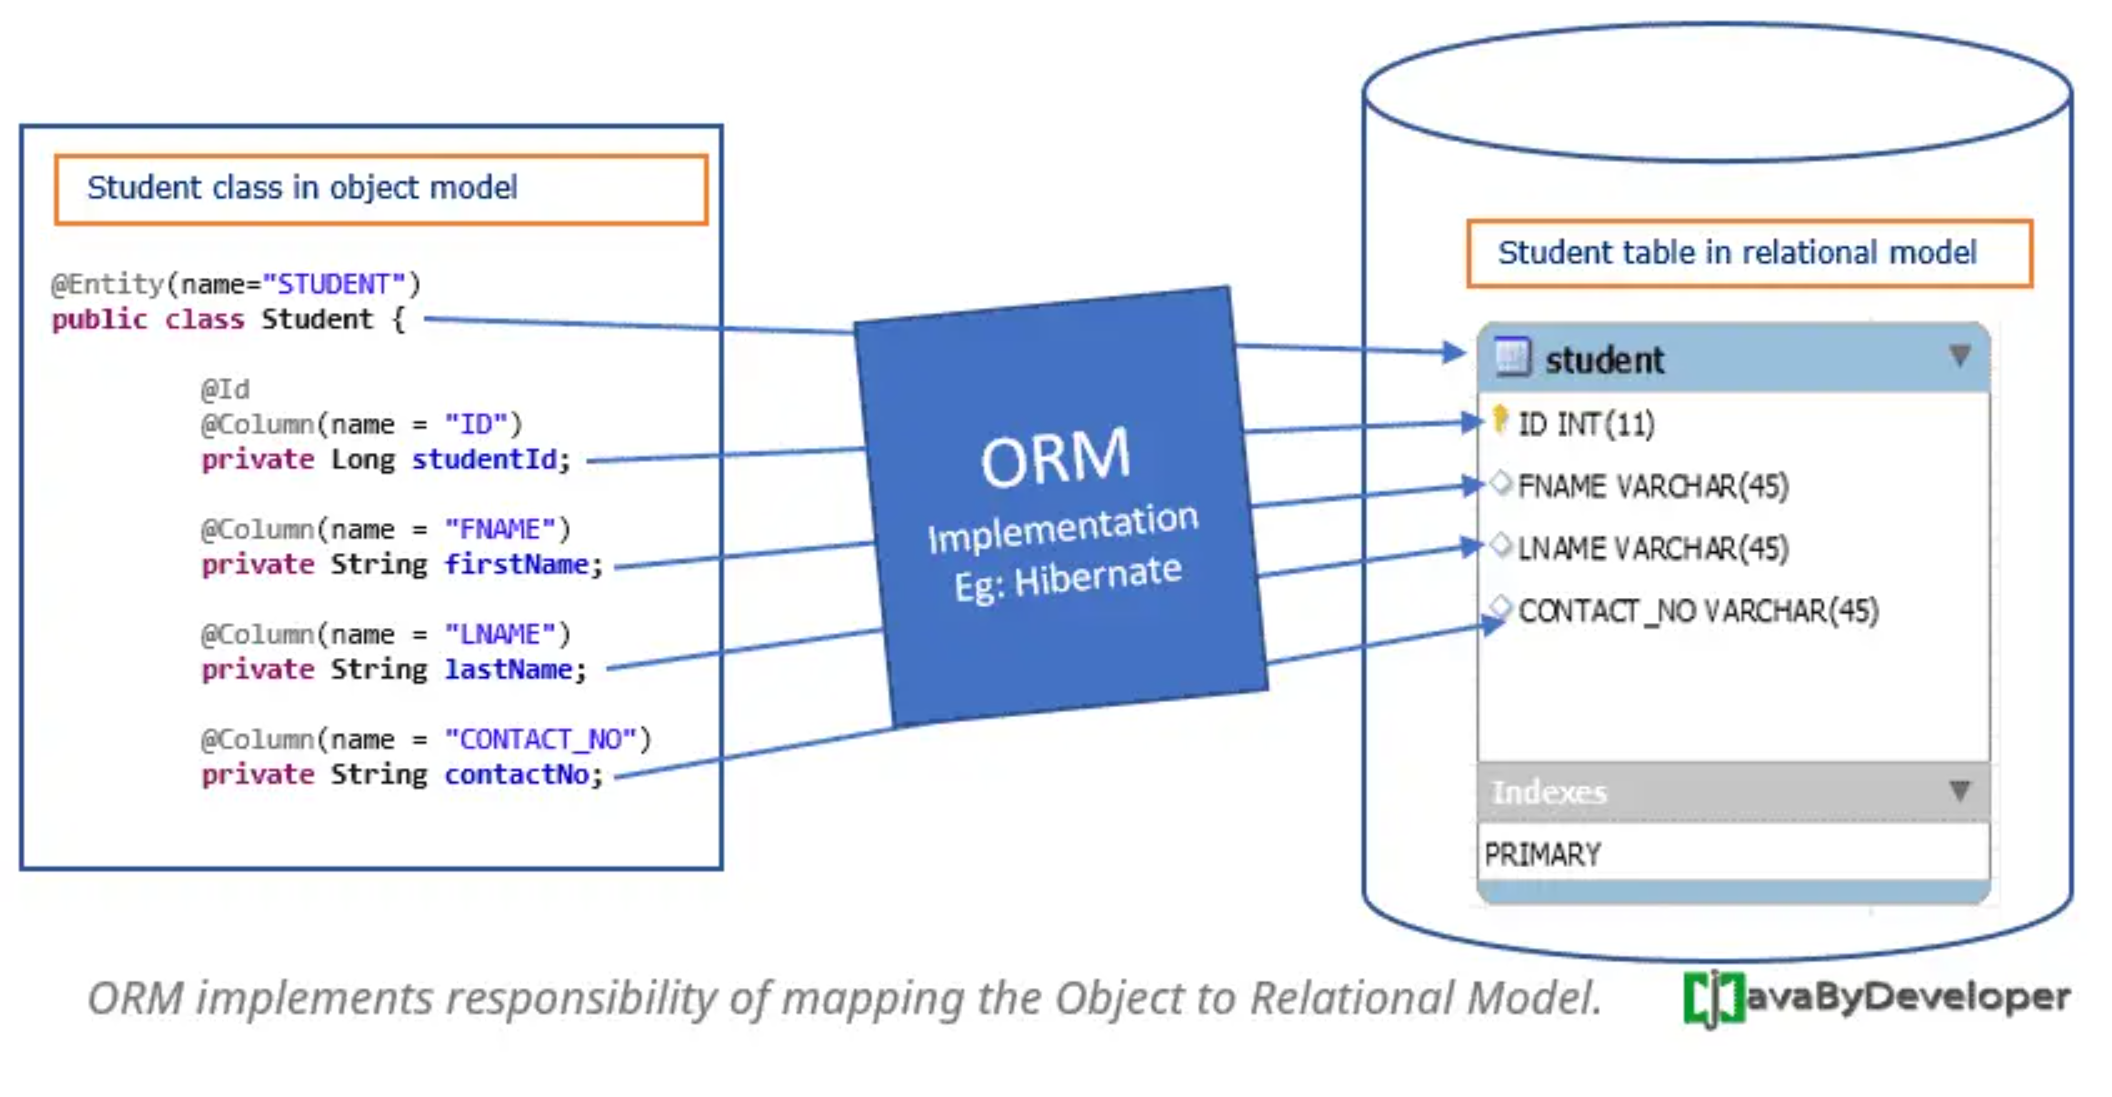 Student class in object model
@Entity(name="STUDENT")
public class Student {
@Id
@Column(name = "ID")
private Long studentId;
@Column(name = "FNAME")
private String firstName;
@Column(name = "LNAME")
private String lastName;
@Column(name = "CONTACT_NO")
private String contactNo;
ORM
Implementation
Eg: Hibernate
Student table in relational model
student
ID INT(11)
FNAME VARCHAR(45)
LNAME VARCHAR(45)
CONTACT_NO VARCHAR(45)
Indexes
PRIMARY
ORM implements responsibility of mapping the Object to Relational Model.
JavaByDeveloper